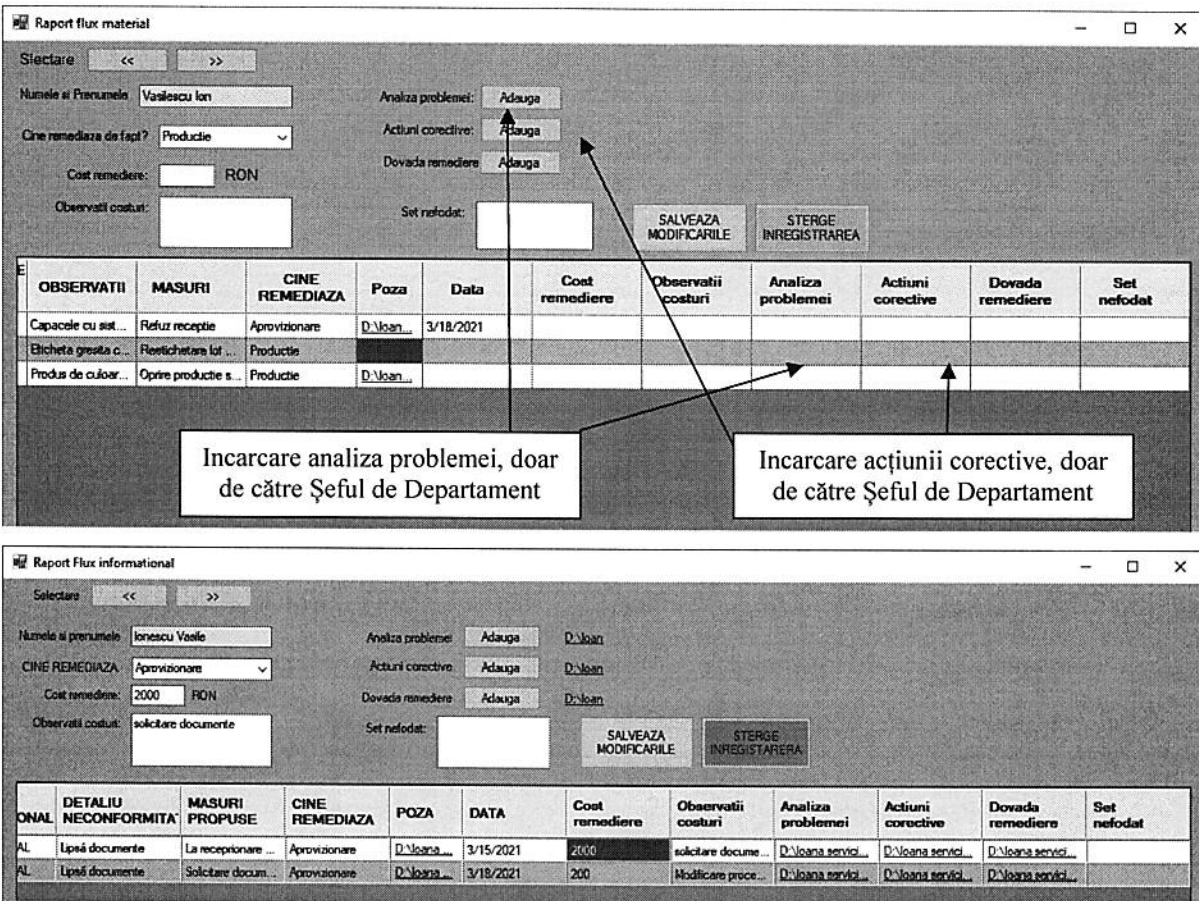 Raport flux material
Slectare << >>
Numele si Prenumele Vasilescu Ion Analiza problemei: Adauga
Cine remediaza de fapt? Productie Actiuni corective: Adauga
Dovada remediere Adauga
Cost remediere: RON
Observatii costuri: Set nefodat: SALVEAZA MODIFICARILE STERGE INREGISTRAREA
E OBSERVATII MASURI CINE REMEDIAZA Poza Data Cost remediere Observatii costuri Analiza problemei Actiuni corective Dovada remediere Set nefodat
Capacele cu sist... Refuz receptie Aprovizionare D:\Ioan... 3/18/2021
Eticheta gresita c... Reetichetare lot ... Productie
Produs de culoar... Oprire productie s... Productie D:\Ioan...
Incarcare analiza problemei, doar
de către Şeful de Departament
Incarcare acțiunii corective, doar
de către Şeful de Departament
Raport Flux informational
Selectare << >>
Numele si prenumele Ionescu Vasile Analiza problemei Adauga D:\Ioan
CINE REMEDIAZA Aprovizionare Actiuni corective Adauga D:\Ioan
Cost remediere: 2000 RON Dovada remediere Adauga D:\Ioan
Observatii costuri: solicitare documente Set nefodat: SALVEAZA MODIFICARILE STERGE INREGISTARERA
ONAL DETALIU NECONFORMITAT MASURI PROPUSE CINE REMEDIAZA POZA DATA Cost remediere Observatii costuri Analiza problemei Actiuni corective Dovada remediere Set nefodat
AL Lipsă documente La receprionare ... Aprovizionare D:\Ioana ... 3/15/2021 2000 solicitare docume... D:\Ioana servici... D:\Ioana servici... D:\Ioana servici...
AL Lipsă documente Solicitare docum... Aprovizionare D:\Ioana ... 3/18/2021 200 Modificare proce... D:\Ioana servici... D:\Ioana servici... D:\Ioana servici...